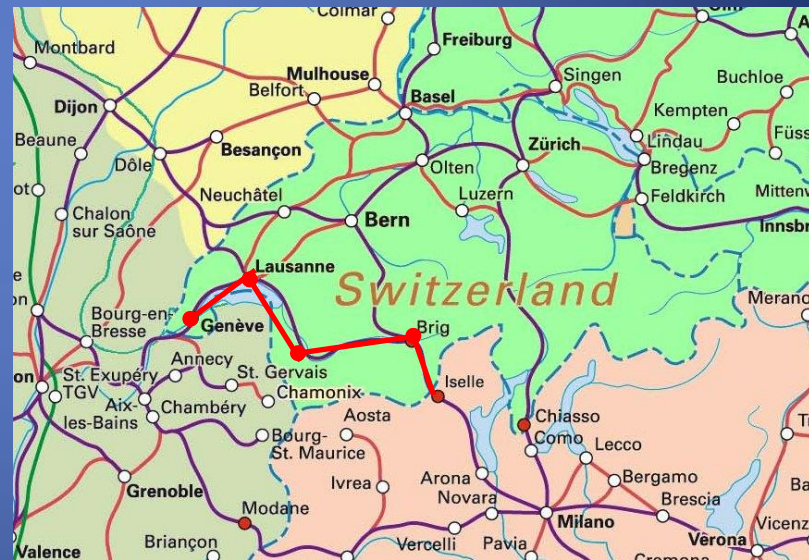 Colmar
Ulm
Montbard
Freiburg
Mulhouse
Singen
Buchloe
Belfort
Basel
Dijon
Kempten
Beaune
Besançon
Zürich
Lindau
Füss
Dôle
Olten
Bregenz
Neuchâtel
Luzern
Feldkirch
Mittenw
Chalon
sur Saône
Bern
Innsbr
Lausanne
Switzerland
Merano
Bourg-en-
Bresse
Genève
Brig
Annecy
St. Gervais
Iselle
St. Exupéry
TGV
Chamonix
Aix-
les-Bains
Chambéry
Aosta
Chiasso
Como
Lecco
Bourg-
St. Maurice
Ivrea
Arona
Bergamo
Grenoble
Novara
Brescia
Modane
Milano
Vicenz
Verona
Valence
Briançon
Vercelli
Pavia
Cremona